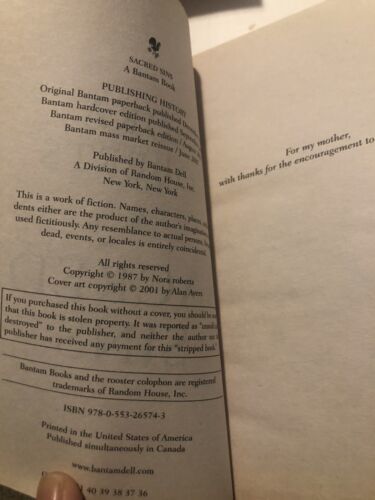 SACRED SINS
A Bantam Book
PUBLISHING HISTORY
Original Bantam paperback published
Bantam hardcover edition published
Bantam revised paperback edition / August
Bantam mass market reissue / June
Published by Bantam Dell
A Division of Random House, Inc.
New York, New York
This is a work of fiction. Names, characters, places,
dents either are the product of the author's
used fictitiously. Any resemblance to actual persons,
dead, events, or locales is entirely coincidental.
All rights reserved
Copyright © 1987 by Nora roberts
Cover art copyright © 2001 by Alan Ayers
If you purchased this book without a cover, you should be
that this book is stolen property. It was reported as "unsold
destroyed" to the publisher, and neither the author
publisher has received any payment for this "stripped book."
Bantam Books and the rooster colophon are registered
trademarks of Random House, Inc.
ISBN 978-0-553-26574-3
Printed in the United States of America
Published simultaneously in Canada
www.bantamdell.com
40 39 38 37 36
For my mother,
with thanks for the encouragement to